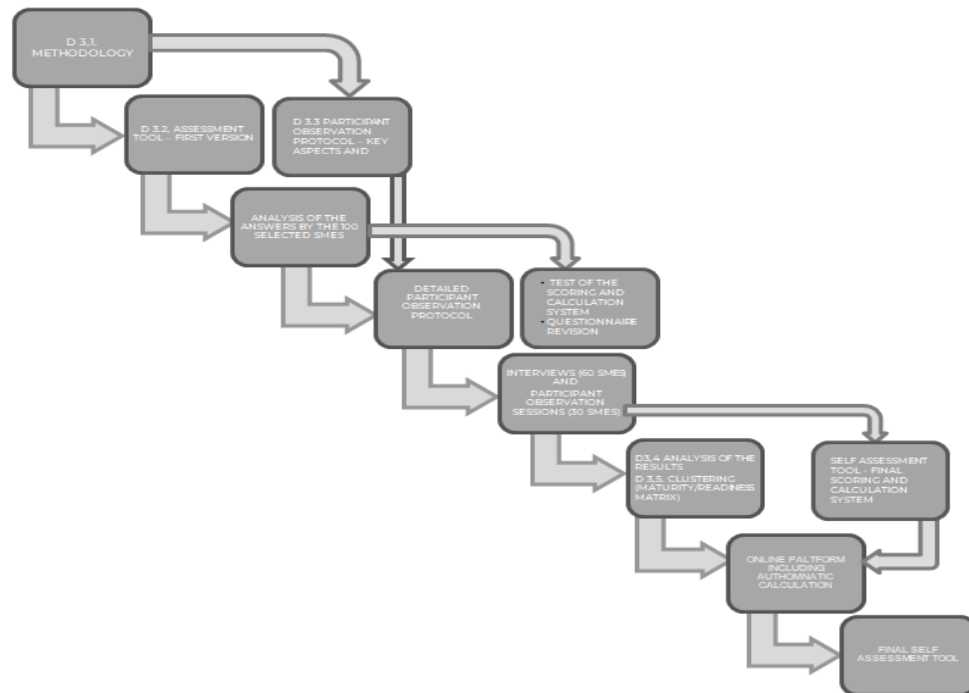 D 3,1.
METHODOLOGY
D 3.2, ASSESSMENT
TOOL – FIRST VERSION
D 3.3 PARTICIPANT
OBSERVATION
PROTOCOL – KEY
ASPECTS AND
ANALYSIS OF THE
ANSWERS BY THE 100
SELECTED SMES
DETAILED
PARTICIPANT
OBSERVATION
PROTOCOL
- TEST OF THE
SCORING AND
CALCULATION
SYSTEM
- QUESTIONNAIRE
REVISION
INTERVIEWS (60 SMES)
AND
PARTICIPANT
OBSERVATION
SESSIONS (30 SMES)
D3,4 ANALYSIS OF THE
RESULTS
D 3,5. CLUSTERING
(MATURITY/READINESS
MATRIX)
SELF ASSESSMENT
TOOL – FINAL
SCORING AND
CALCULATION
SYSTEM
ONLINE PALTFORM
INCLUDING
AUTHOMNATIC
CALCULATION
FINAL SELF
ASSESSMENT TOOL